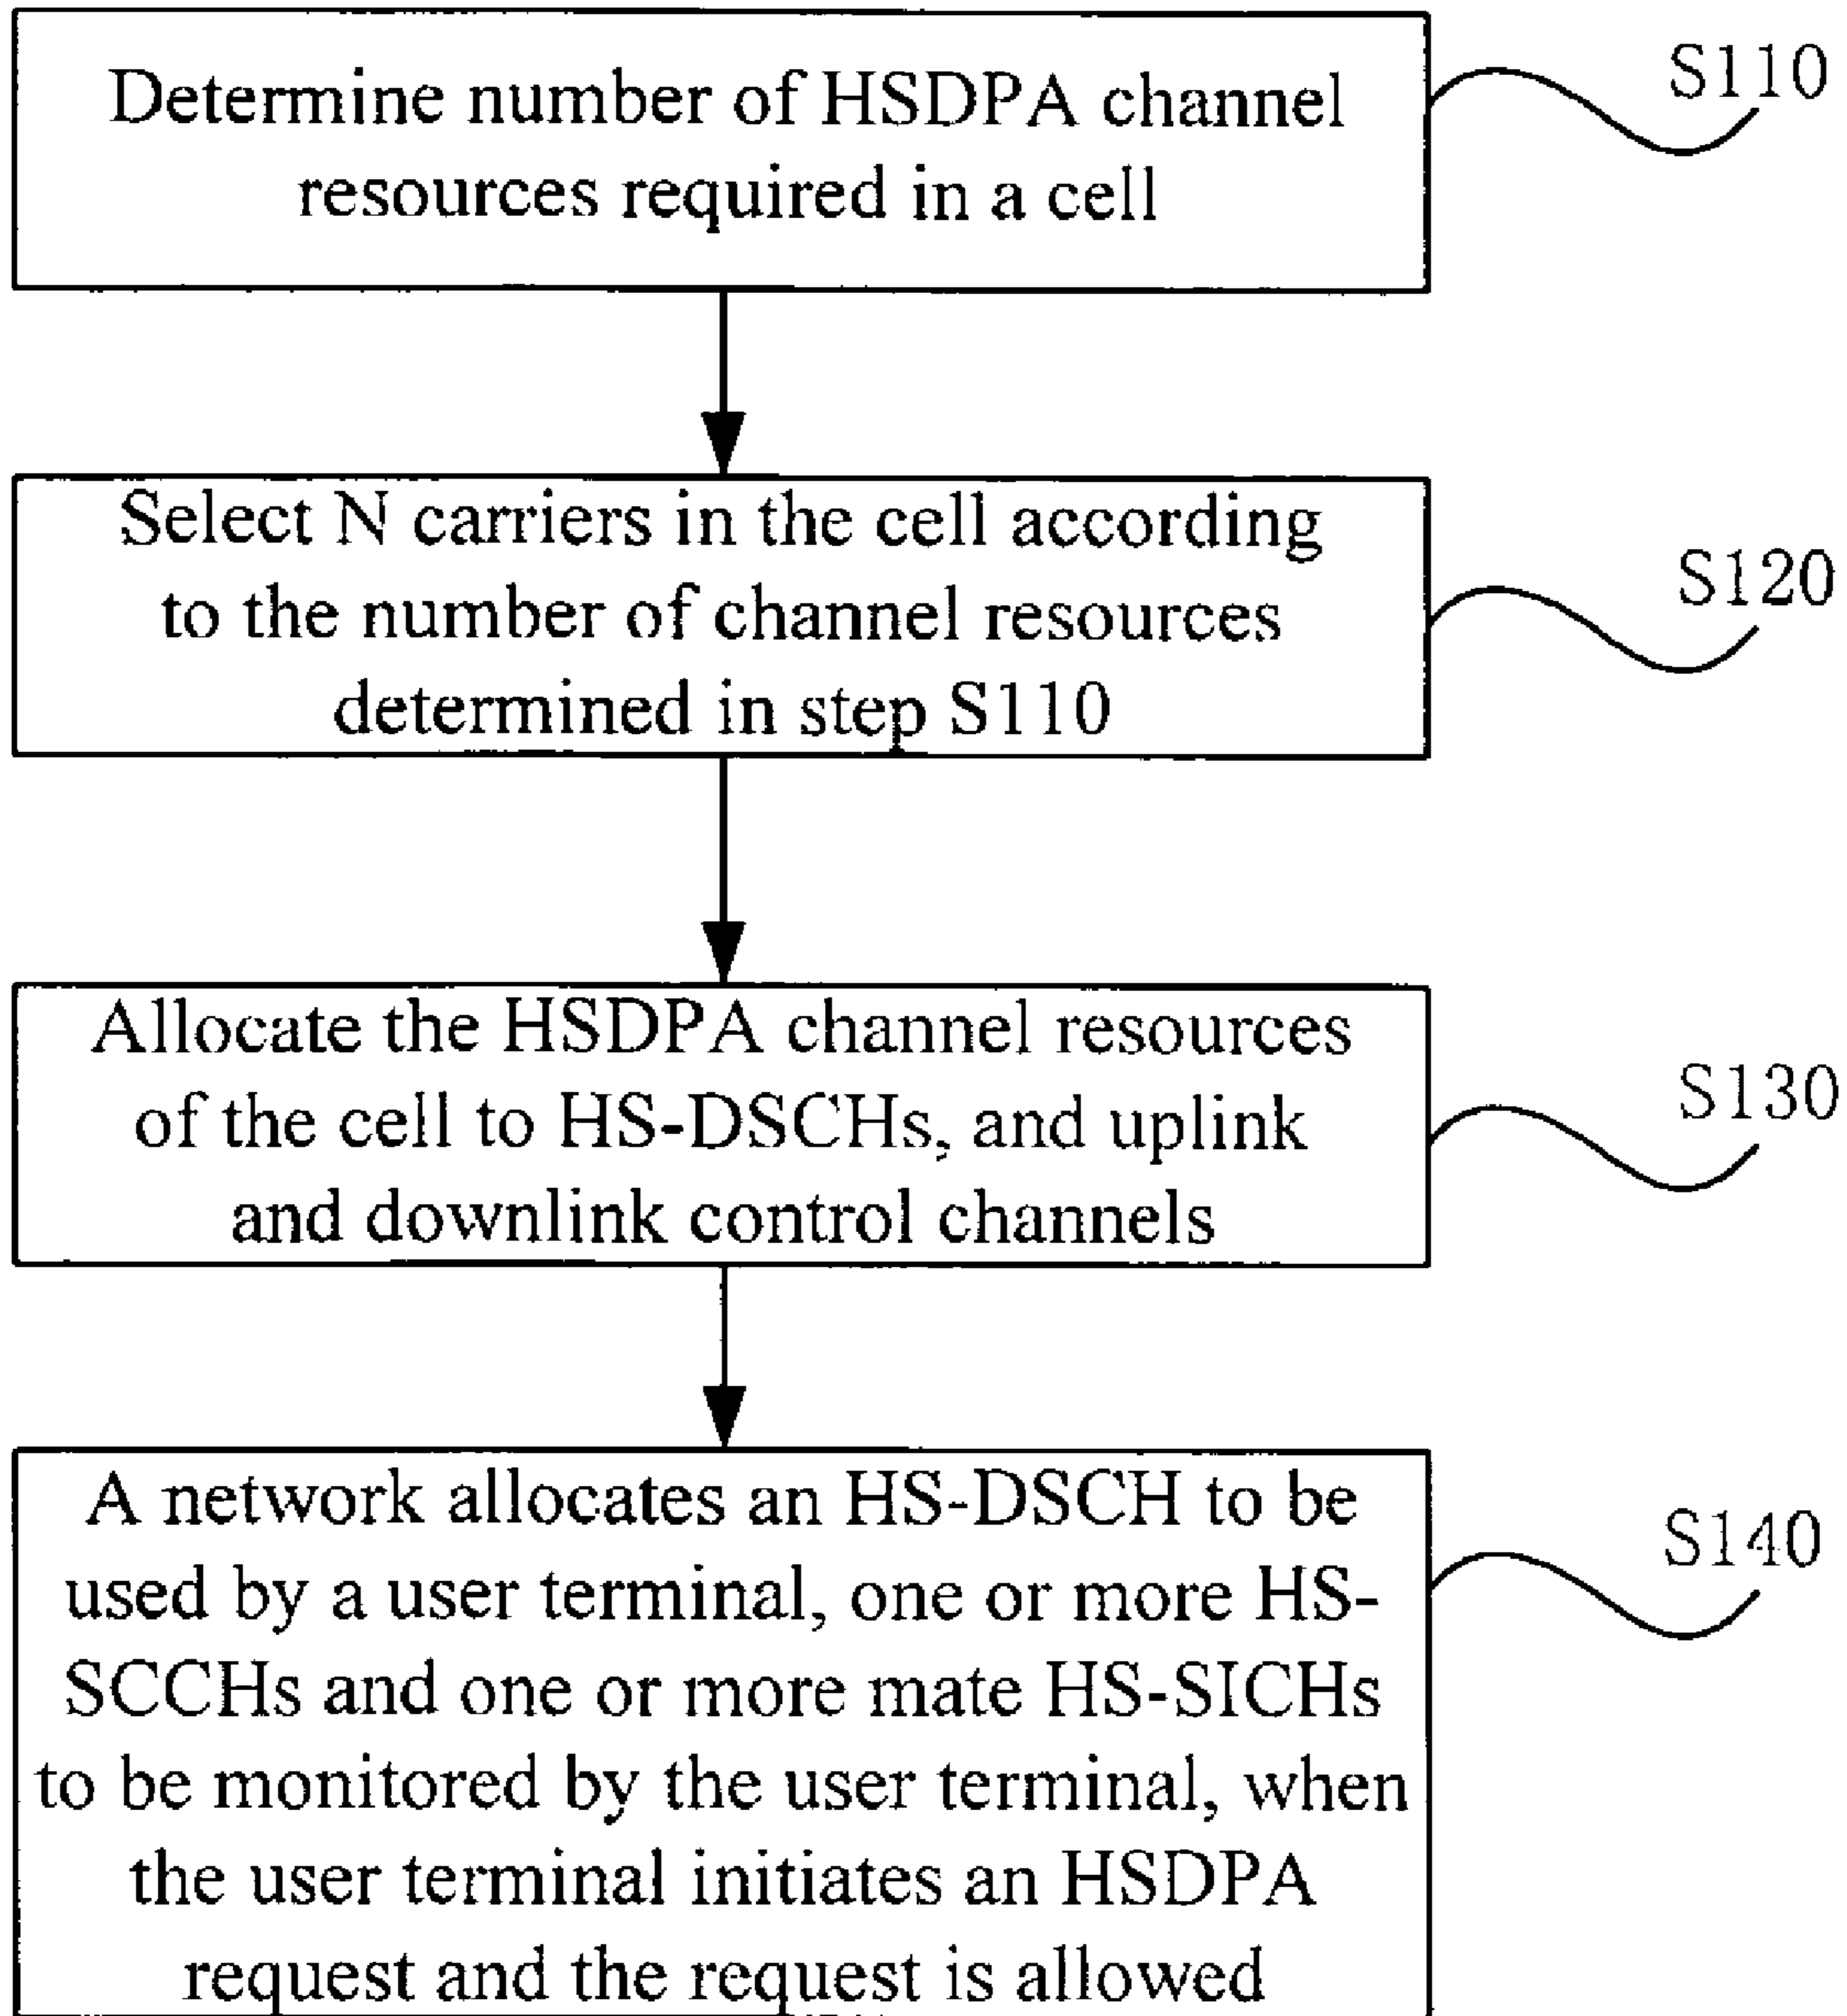 Determine number of HSDPA channel
resources required in a cell
S110
Select N carriers in the cell according
to the number of channel resources
determined in step S110
S120
Allocate the HSDPA channel resources
of the cell to HS-DSCHs, and uplink
and downlink control channels
S130
A network allocates an HS-DSCH to be
used by a user terminal, one or more HS-
SCCHs and one or more mate HS-SICHs
to be monitored by the user terminal, when
the user terminal initiates an HSDPA
request and the request is allowed
S140